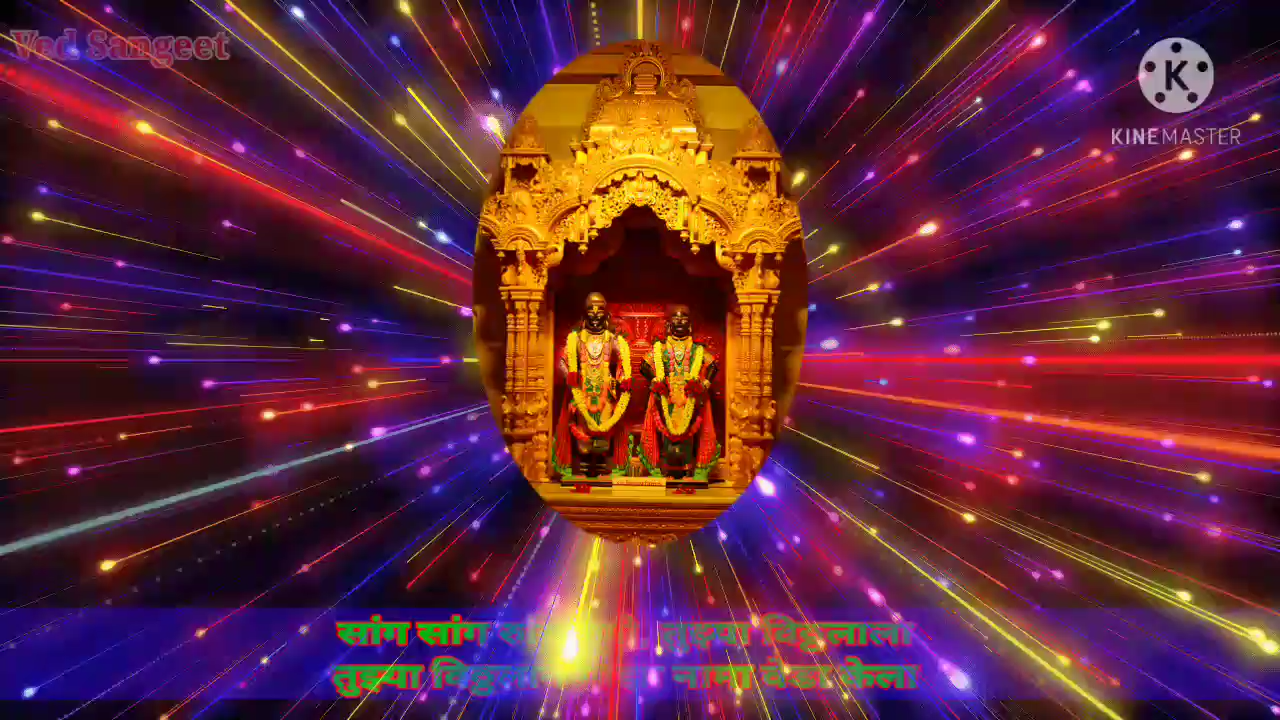 Ved Sangeet
KINEMASTER
सांग सांग तुझ्या विठ्ठलाला
तुझ्या नामा वेडा केला